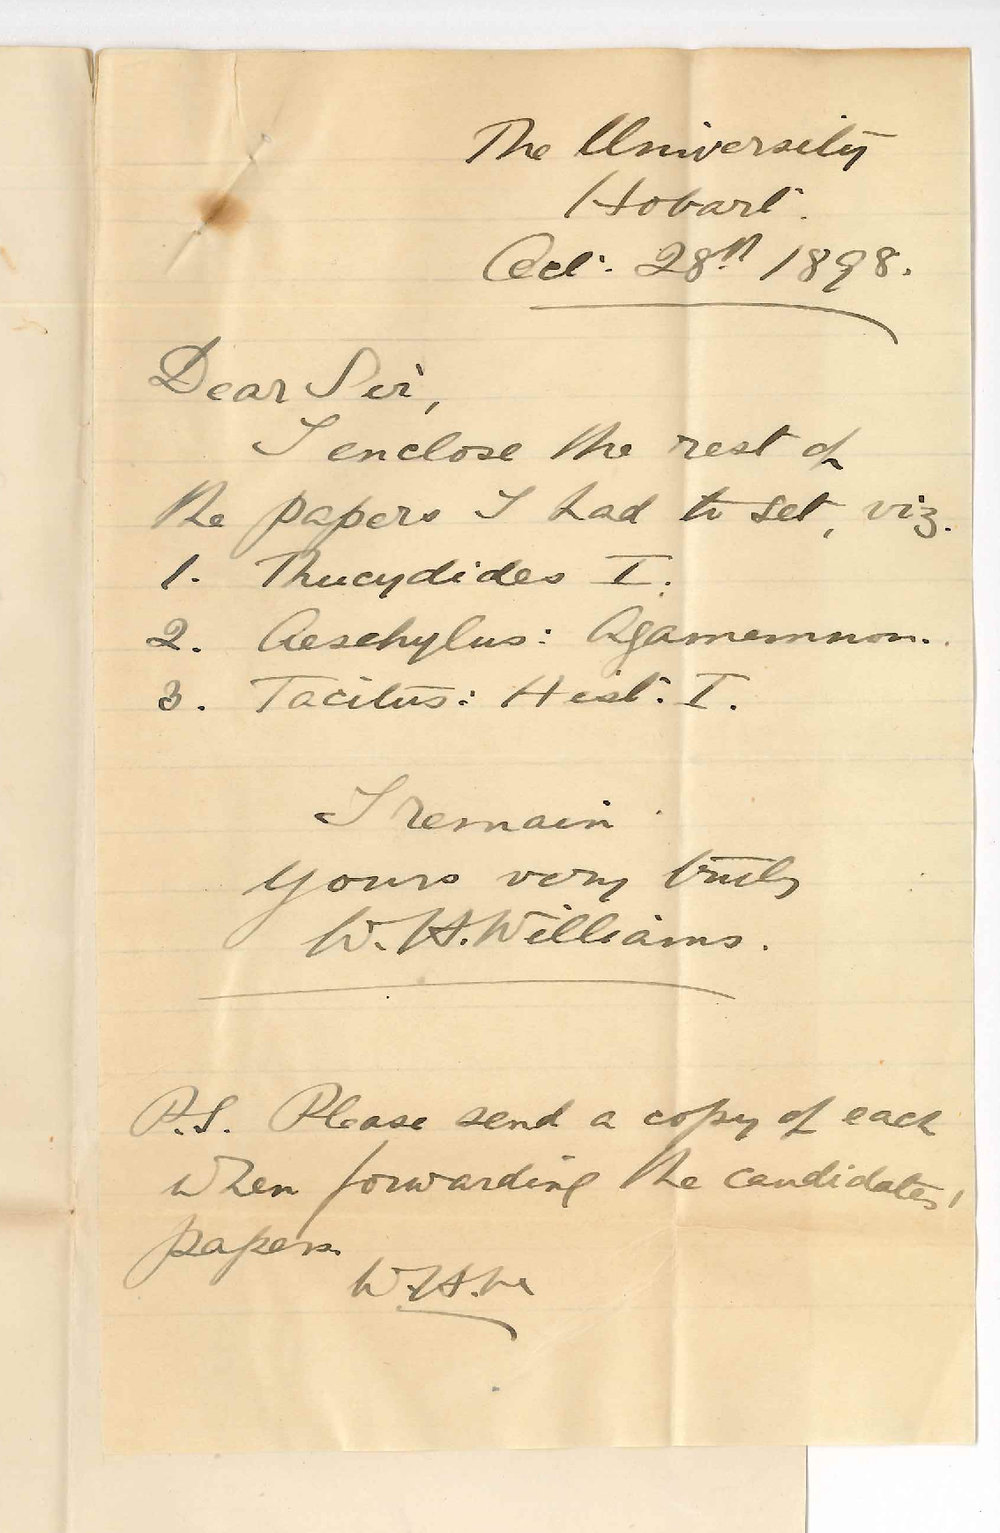 The University
Hobart.
Oct. 28th 1898.
Dear Sir,
I enclose the rest of
the papers I had to set, viz.
1. Thucydides I.
2. Aeschylus: Agamemnon.
3. Tacitus: Hist. I.
I remain
Yours very truly
W. H. Williams.
P.S. Please send a copy of each
when forwarding the candidates'
papers.
W.H.W